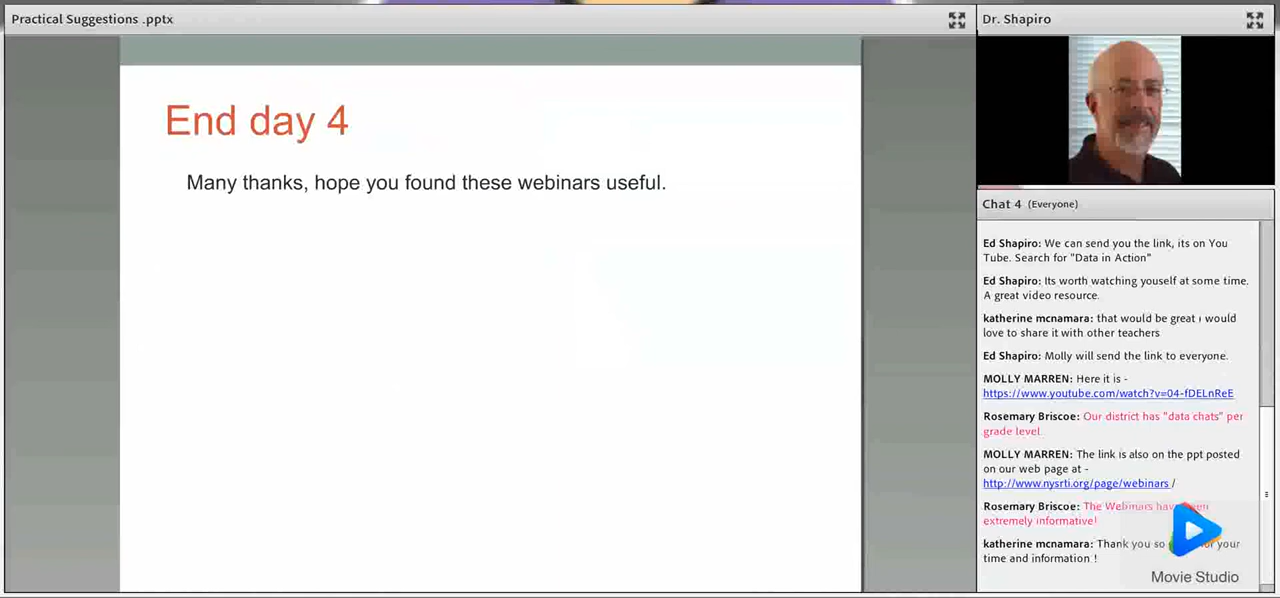 Practical Suggestions .pptx
End day 4
Many thanks, hope you found these webinars useful.
Dr. Shapiro
Chat 4 (Everyone)
Ed Shapiro: We can send you the link, its on You
Tube. Search for "Data in Action"
Ed Shapiro: Its worth watching youself at some time.
A great video resource.
katherine mcnamara: that would be great i would
love to share it with other teachers
Ed Shapiro: Molly will send the link to everyone.
MOLLY MARREN: Here it is -
https://www.youtube.com/watch?v=04-fDELnReE
Rosemary Briscoe: Our district has "data chats" per
grade level.
MOLLY MARREN: The link is also on the ppt posted
on our web page at -
http://www.nysrti.org/page/webinars /
Rosemary Briscoe: The Webinars have been
extremely informative!
katherine mcnamara: Thank you so for your
time and information !
Movie Studio